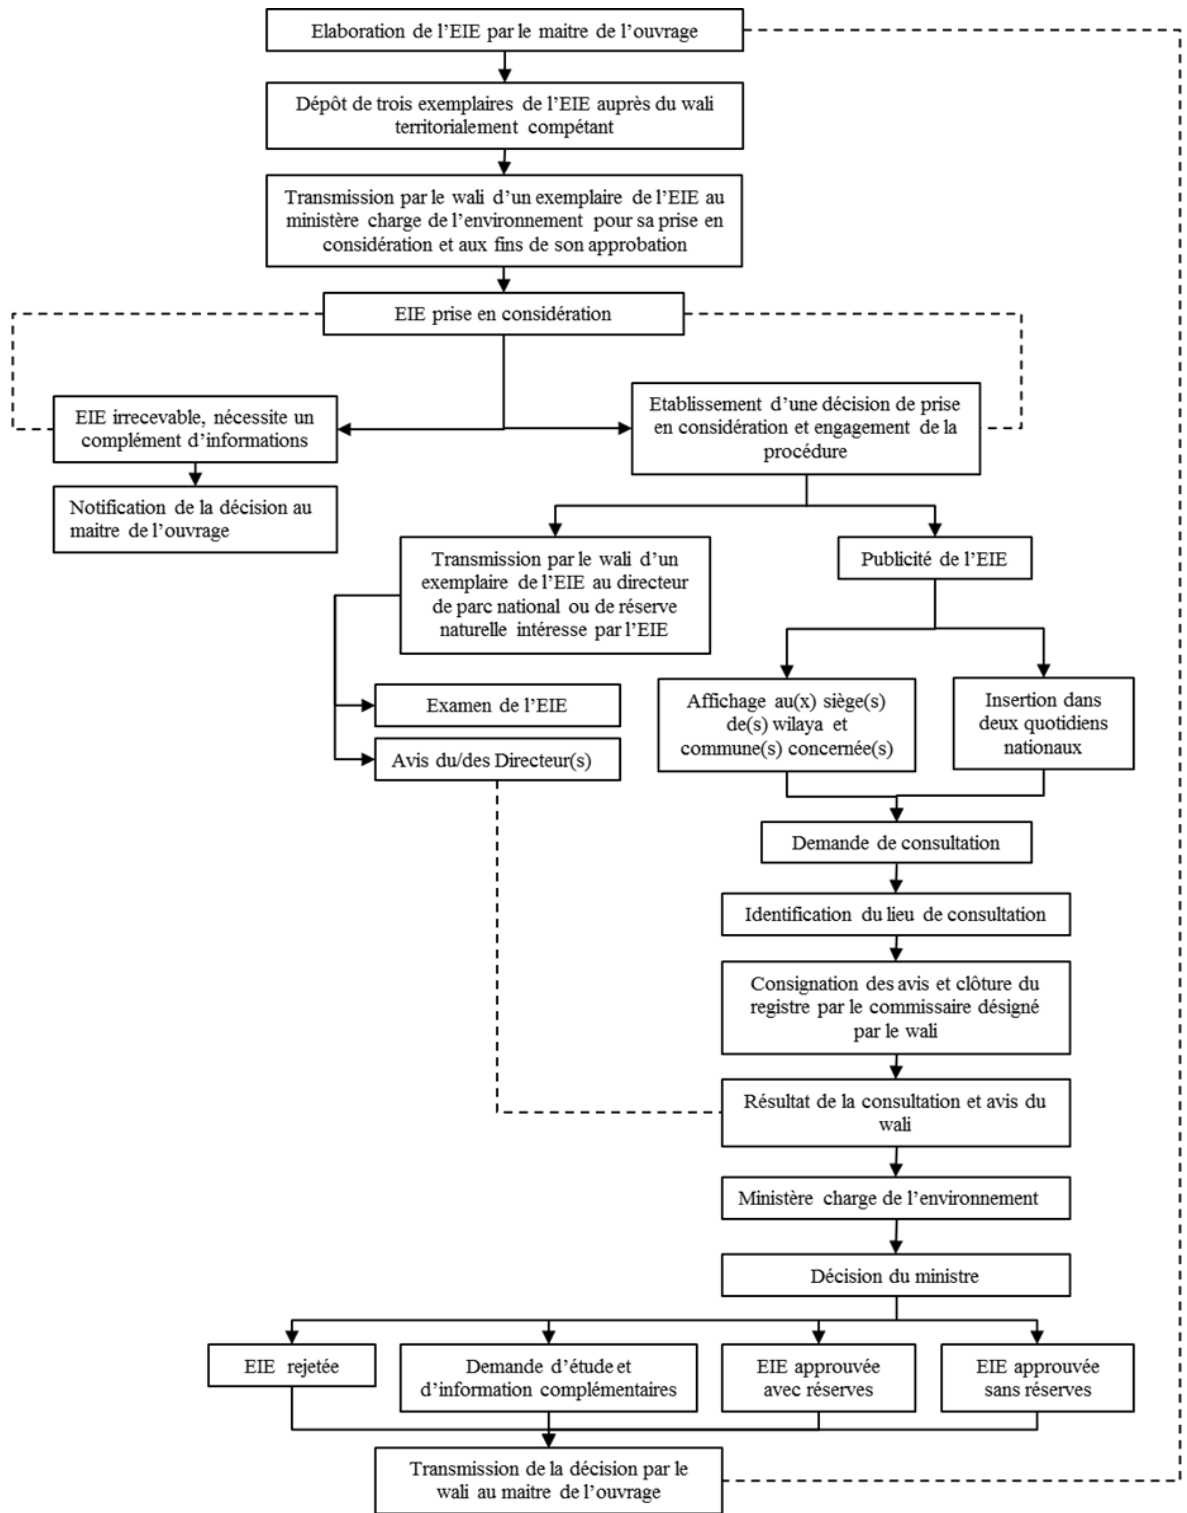 Elaboration de l'EIE par le maitre de l'ouvrage
Dépôt de trois exemplaires de l'EIE auprès du wali
territorialement compétant
Transmission par le wali d'un exemplaire de l'EIE au
ministère charge de l'environnement pour sa prise en
considération et aux fins de son approbation
EIE prise en considération
EIE irrecevable, nécessite un
complément d'informations
Etablissement d'une décision de prise
en considération et engagement de la
procédure
Notification de la décision au
maitre de l'ouvrage
Transmission par le wali d'un
exemplaire de l'EIE au directeur
de parc national ou de réserve
naturelle intéresse par l'EIE
Publicité de l'EIE
Examen de l'EIE
Avis du/des Directeur(s)
Affichage au(x) siège(s)
de(s) wilaya et
commune(s) concernée(s)
Insertion dans
deux quotidiens
nationaux
Demande de consultation
Identification du lieu de consultation
Consignation des avis et clôture du
registre par le commissaire désigné
par le wali
Résultat de la consultation et avis du
wali
Ministère charge de l'environnement
Décision du ministre
EIE rejetée
Demande d'étude et
d'information complémentaires
EIE approuvée
avec réserves
EIE approuvée
sans réserves
Transmission de la décision par le
wali au maitre de l'ouvrage